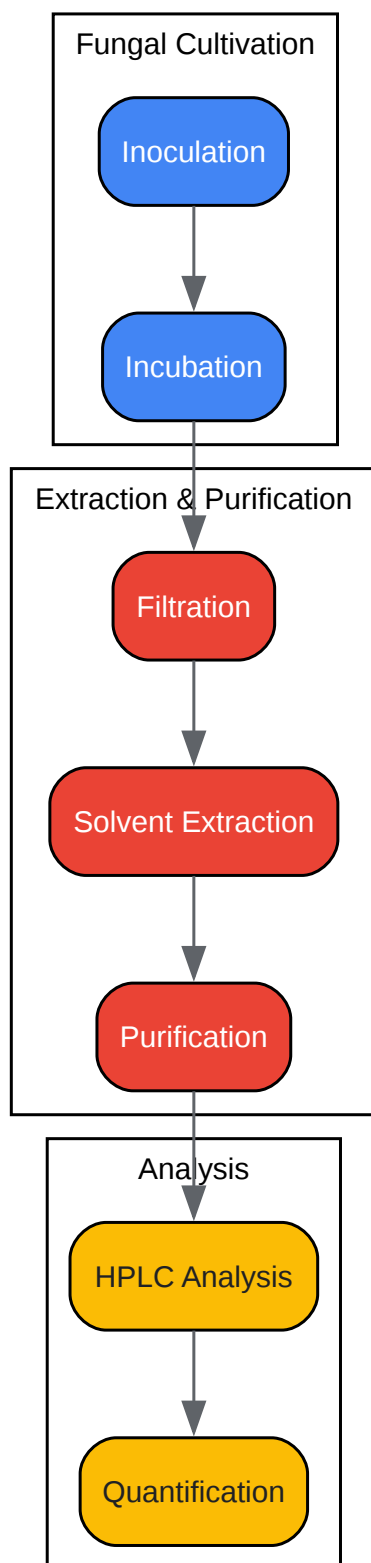 Fungal Cultivation
Inoculation
Incubation
Extraction & Purification
Filtration
Solvent Extraction
Purification
Analysis
HPLC Analysis
Quantification